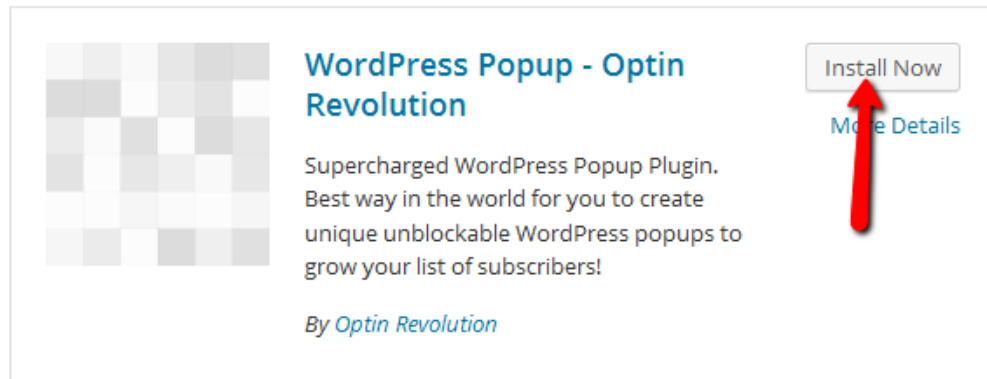 WordPress Popup - Optin
Revolution
Install Now
More Details
Supercharged WordPress Popup Plugin.
Best way in the world for you to create
unique unblockable WordPress popups to
grow your list of subscribers!
By Optin Revolution